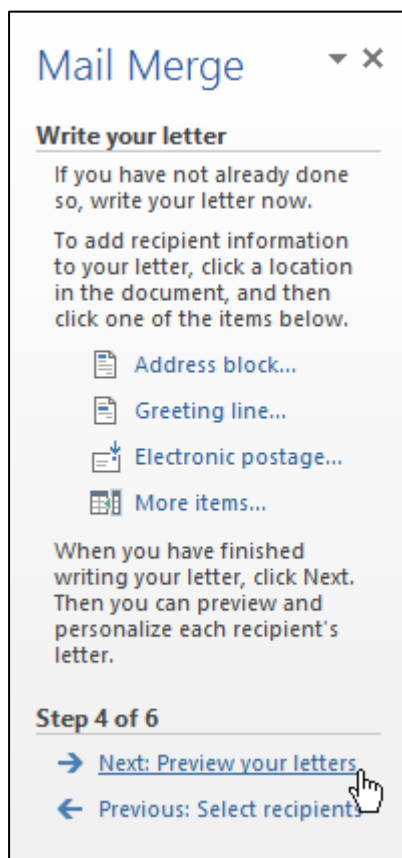 Mail Merge
Write your letter
If you have not already done
so, write your letter now.
To add recipient information
to your letter, click a location
in the document, and then
click one of the items below.
Address block...
Greeting line...
Electronic postage...
More items...
When you have finished
writing your letter, click Next.
Then you can preview and
personalize each recipient's
letter.
Step 4 of 6
Next: Preview your letters
Previous: Select recipients